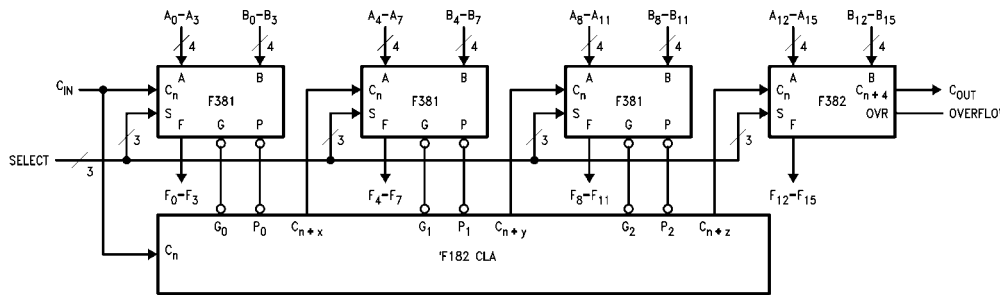 A0–A3 B0–B3 A4–A7 B4–B7 A8–A11 B8–B11 A12–A15 B12–B15
4 4 4 4 4 4 4 4
A B A B A B A B
CIN Cn Cn Cn Cn Cn+4 COUT
F381 F381 F381 F382
S S S S OVR OVERFLOW
F G P F G P F G P F
3 3 3 3
SELECT 3
F0–F3 F4–F7 F8–F11 F12–F15
G0 P0 Cn+x G1 P1 Cn+y G2 P2 Cn+z
Cn
'F182 CLA